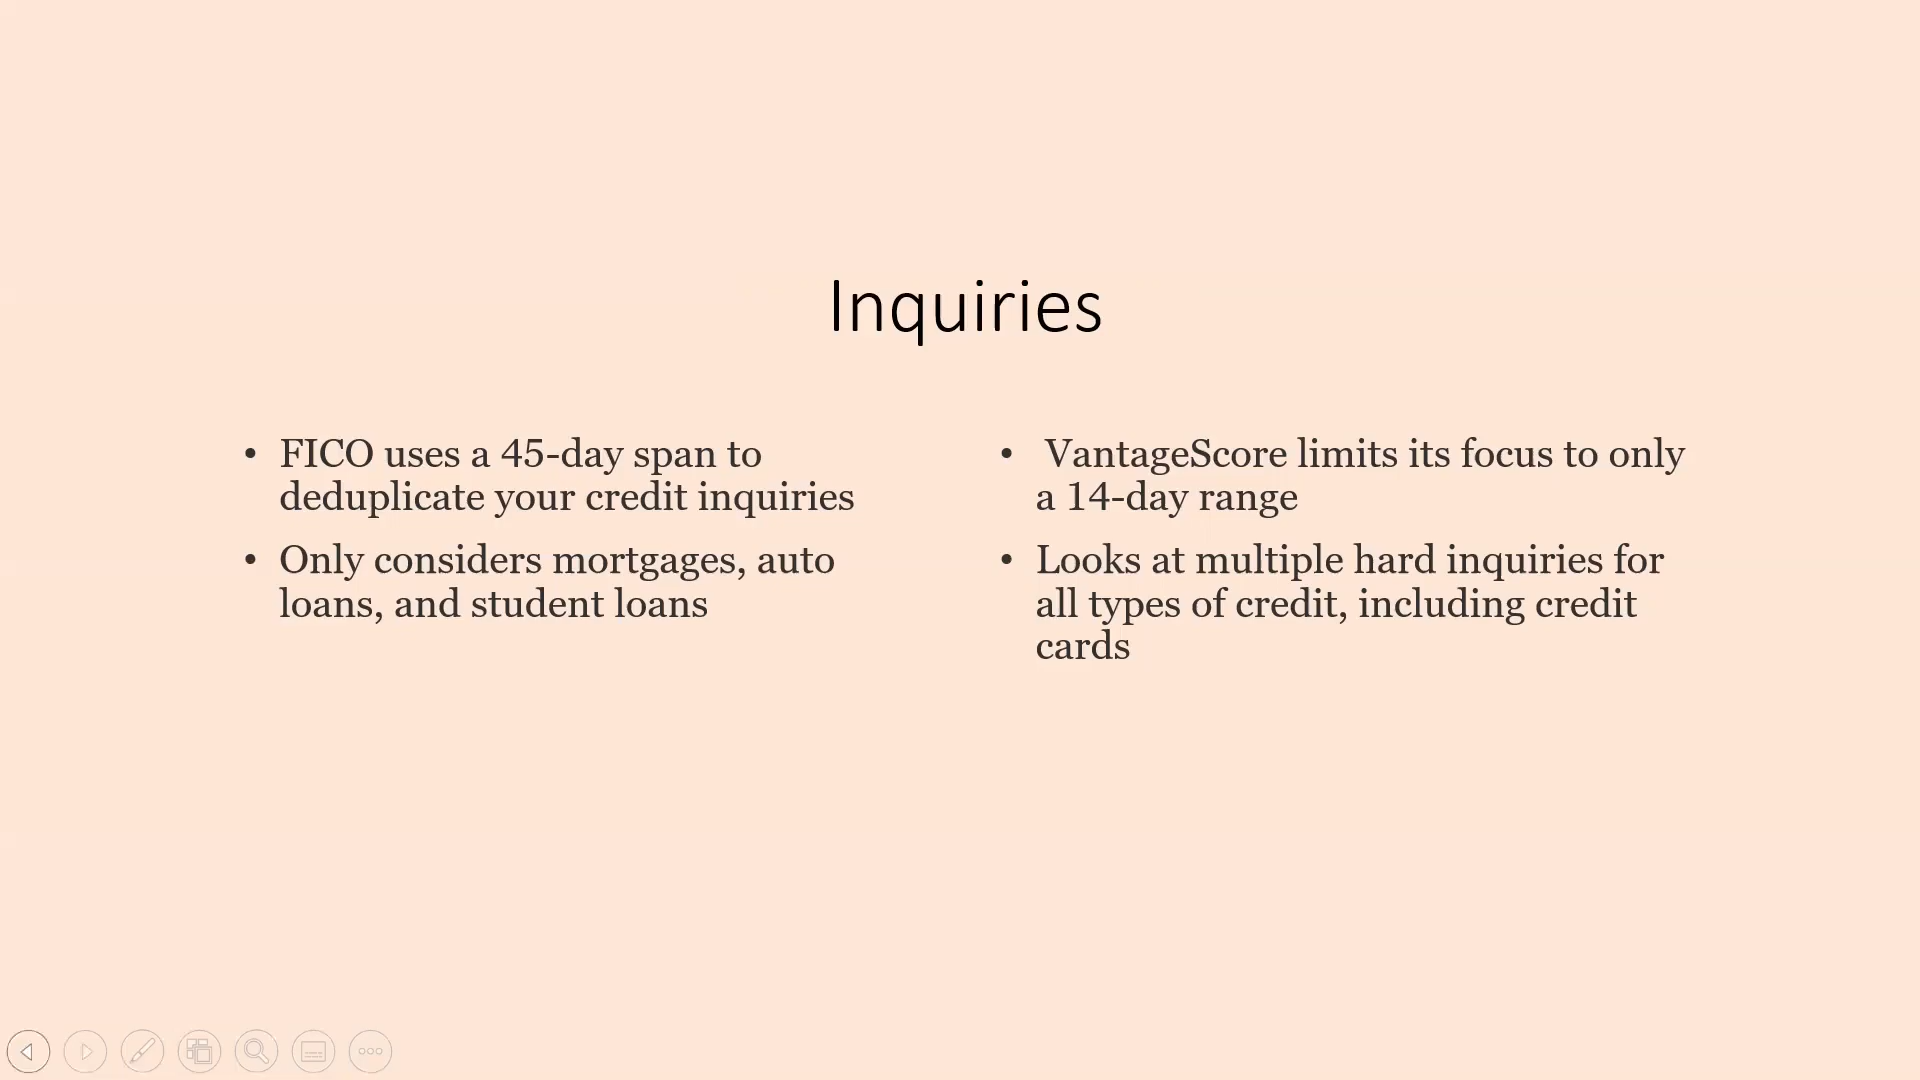 Inquiries
• FICO uses a 45-day span to
deduplicate your credit inquiries
• Only considers mortgages, auto
loans, and student loans
• VantageScore limits its focus to only
a 14-day range
• Looks at multiple hard inquiries for
all types of credit, including credit
cards